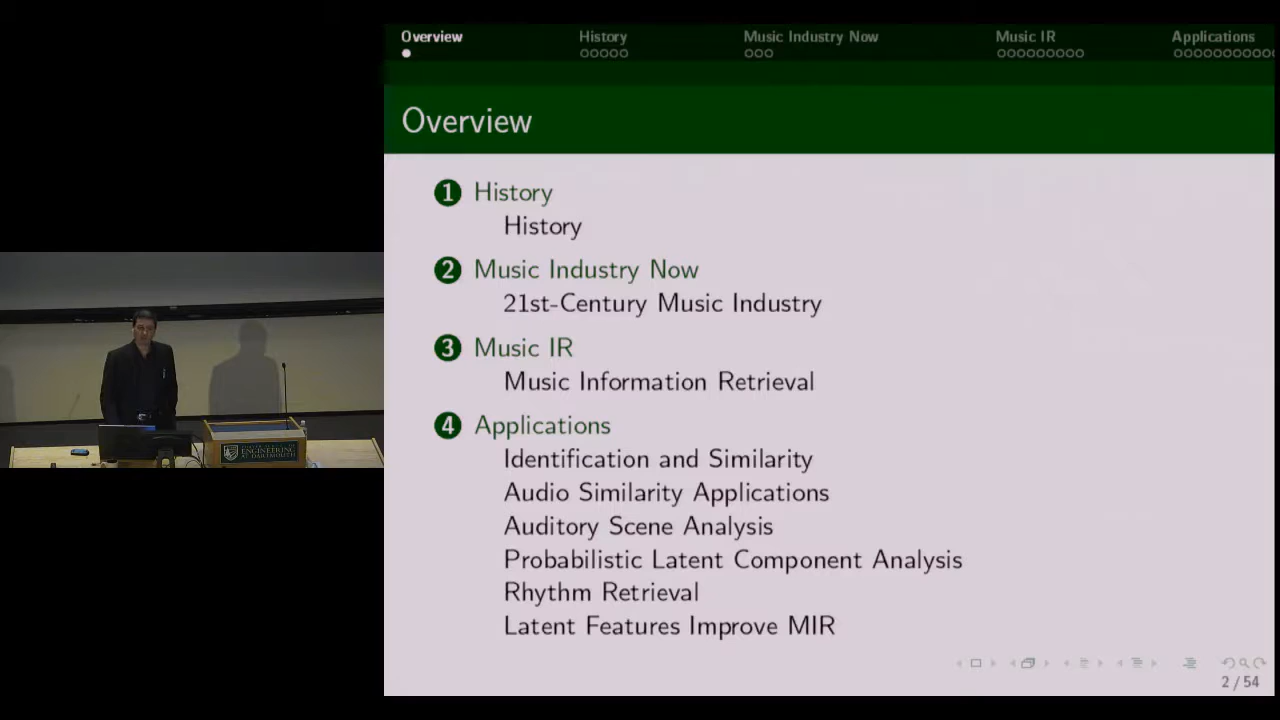 Overview
History
Music Industry Now
Music IR
Applications
Overview
1 History
History
2 Music Industry Now
21st-Century Music Industry
3 Music IR
Music Information Retrieval
4 Applications
Identification and Similarity
Audio Similarity Applications
Auditory Scene Analysis
Probabilistic Latent Component Analysis
Rhythm Retrieval
Latent Features Improve MIR
2 / 54
ENGINEERING
AT DARTMOUTH